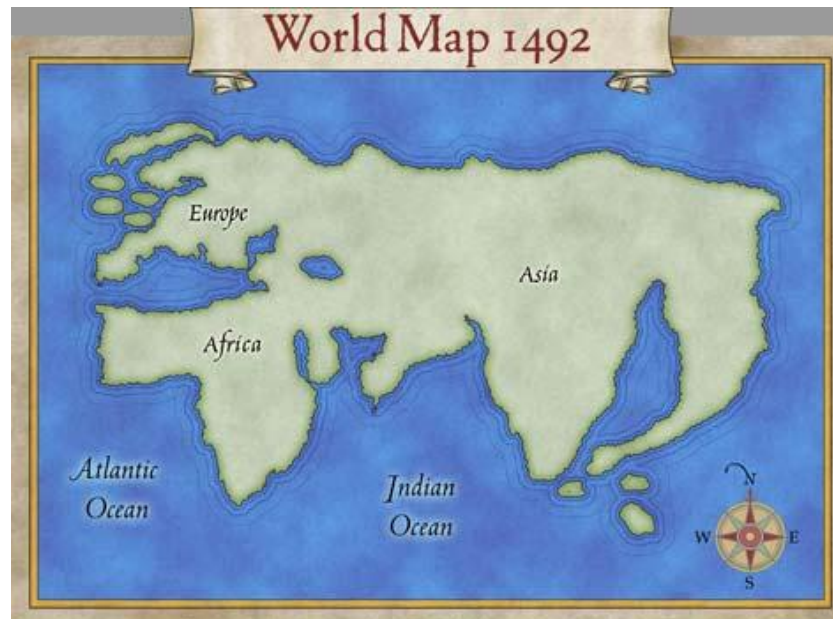 World Map 1492
Europe
Asia
Africa
Atlantic
Ocean
Indian
Ocean
N
W E
S